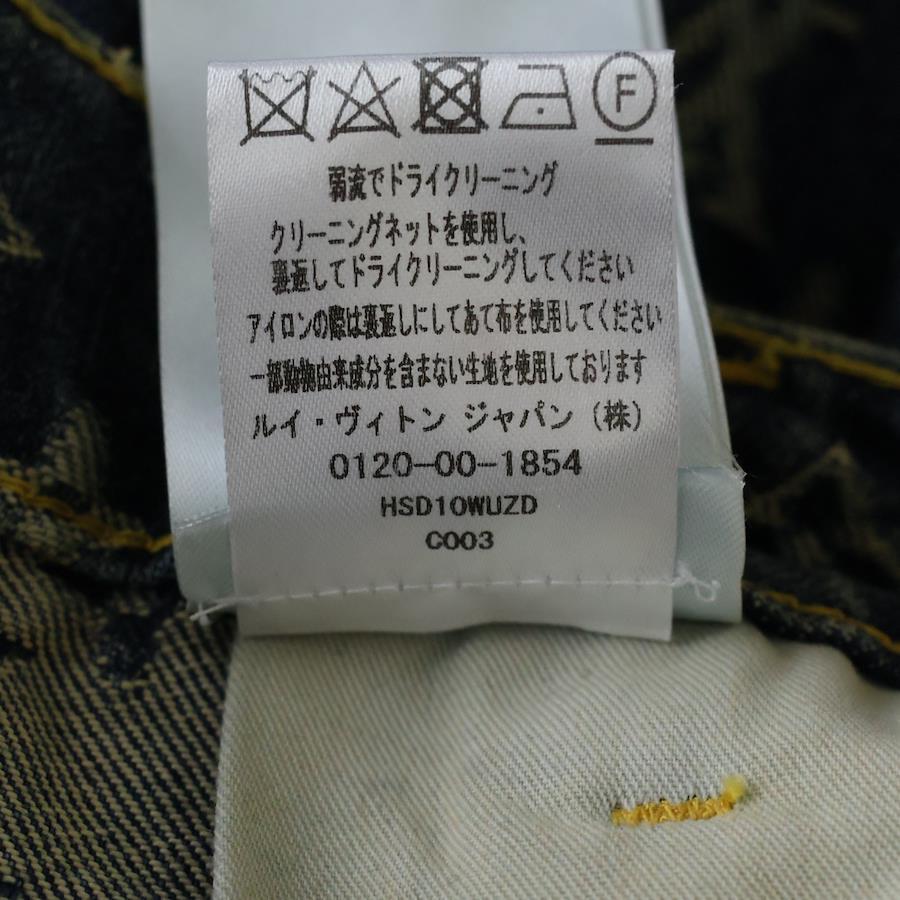 F
弱流でドライクリーニング
クリーニングネットを使用し、
裏返してドライクリーニングしてください
アイロンの際は裏返しにしてあて布を使用してください
一部動物由来成分を含まない生地を使用しております
ルイ・ヴィトン ジャパン (株)
0120-00-1854
HSD10WUZD
C003